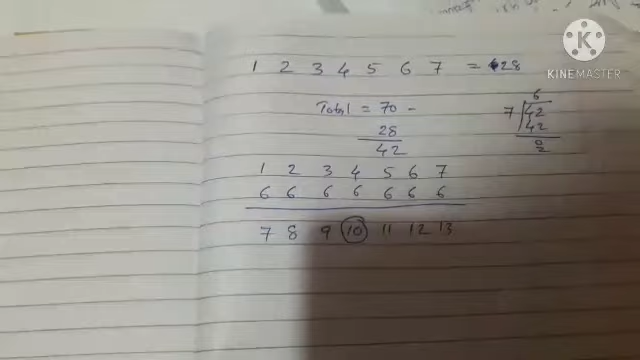 1 2 3 4 5 6 7 = 28
Total = 70 -
28
42
6
7 42
42
0
1 2 3 4 5 6 7
6 6 6 6 6 6 6
7 8 9 10 11 12 13
KINEMASTER